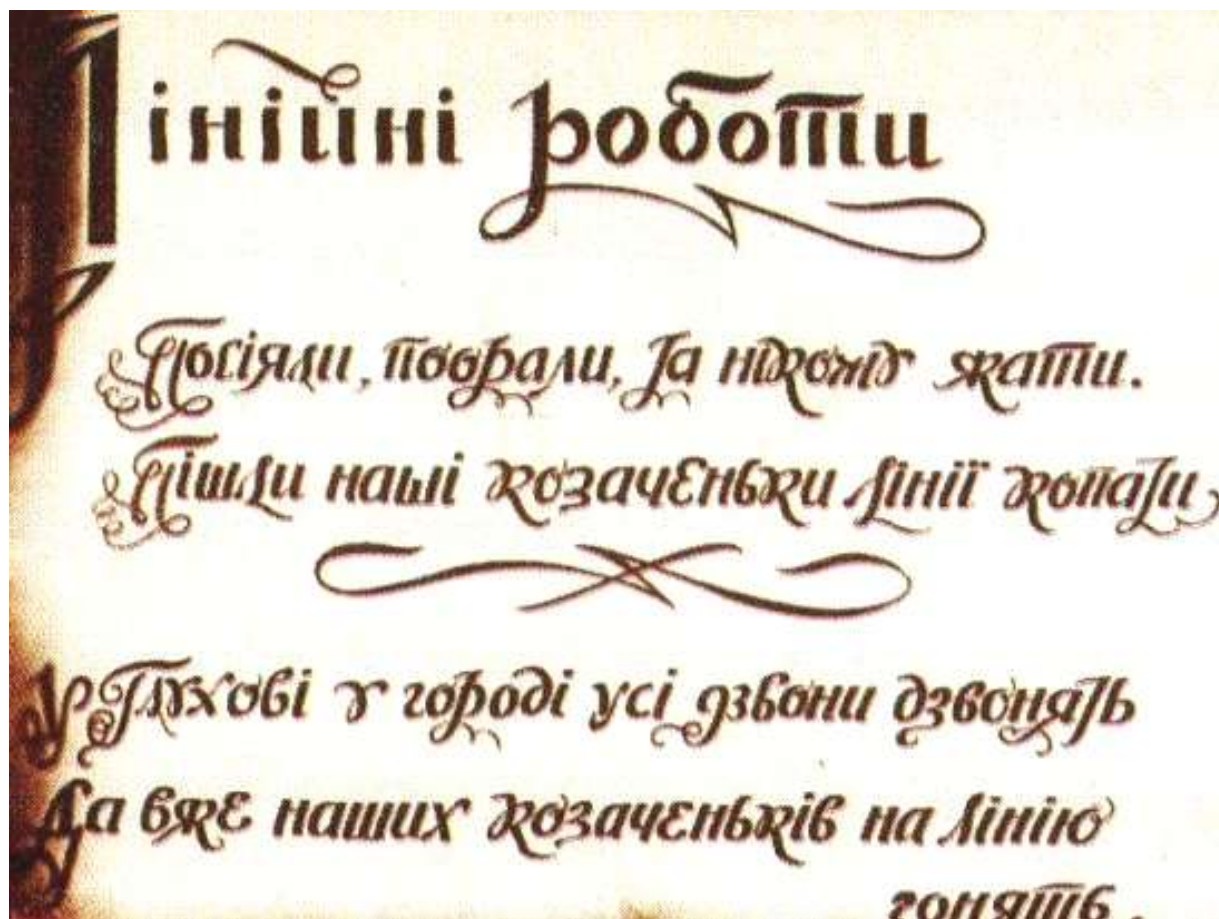 Лінійні роботи
Посіяли, поорали, та нікому жати.
Пішли наші козаченьки лінії копати
У Глухові у городі усі дзвони дзвонять
Да вже наших козаченьків на лінію
гонять